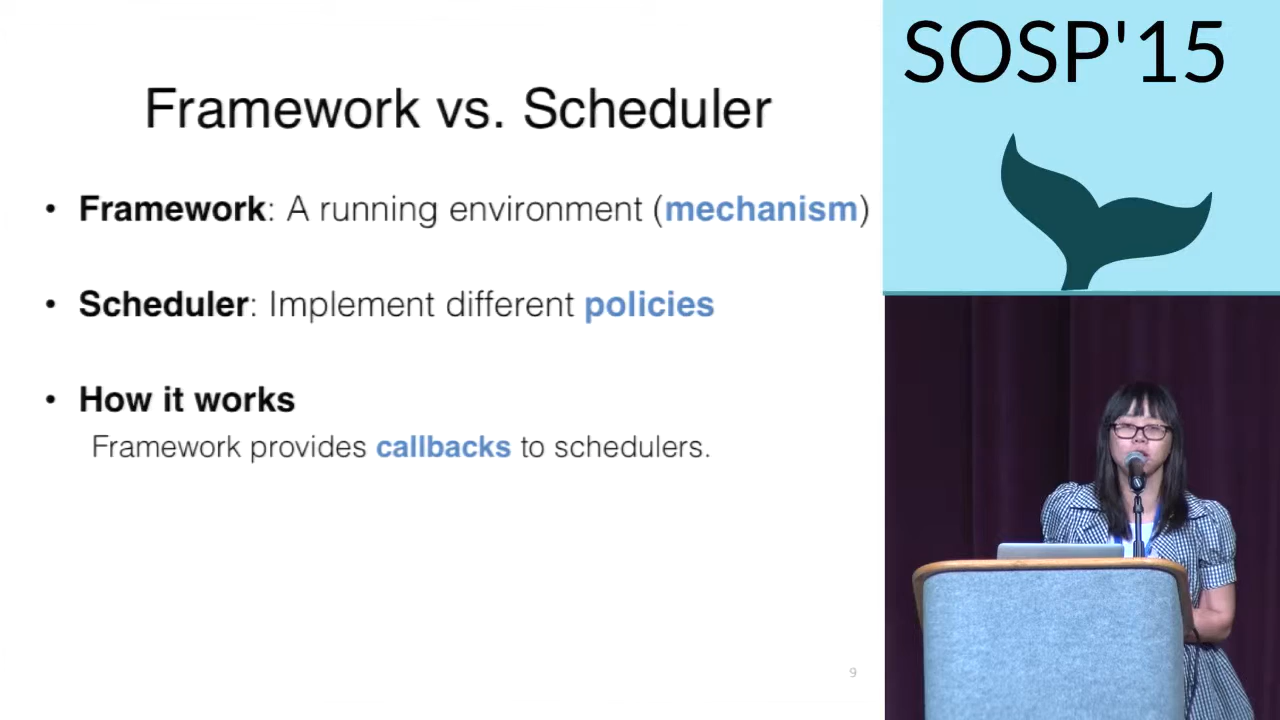 Framework vs. Scheduler
• Framework: A running environment (mechanism)
• Scheduler: Implement different policies
• How it works
Framework provides callbacks to schedulers.
9
SOSP'15